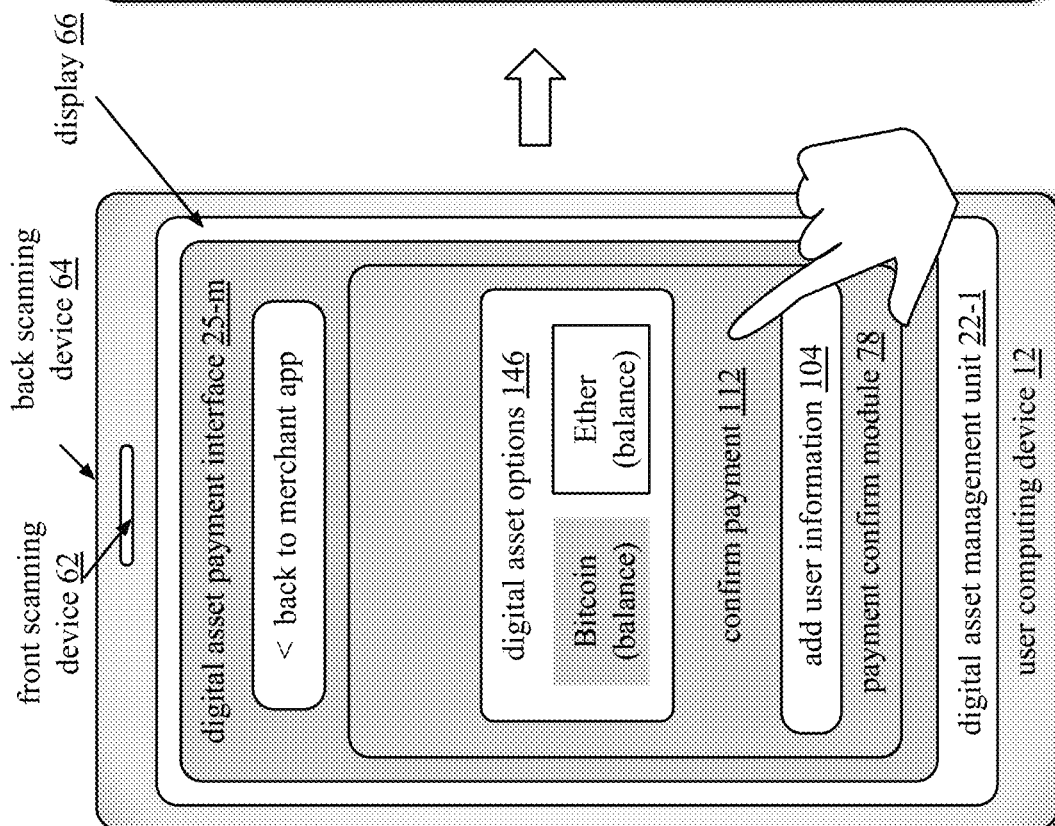 front scanning
device 62
back scanning
device 64
display 66
digital asset payment interface 25-m
< back to merchant app
digital asset options 146
Bitcoin
(balance)
Ether
(balance)
confirm payment 112
add user information 104
payment confirm module 78
digital asset management unit 22-1
user computing device 12